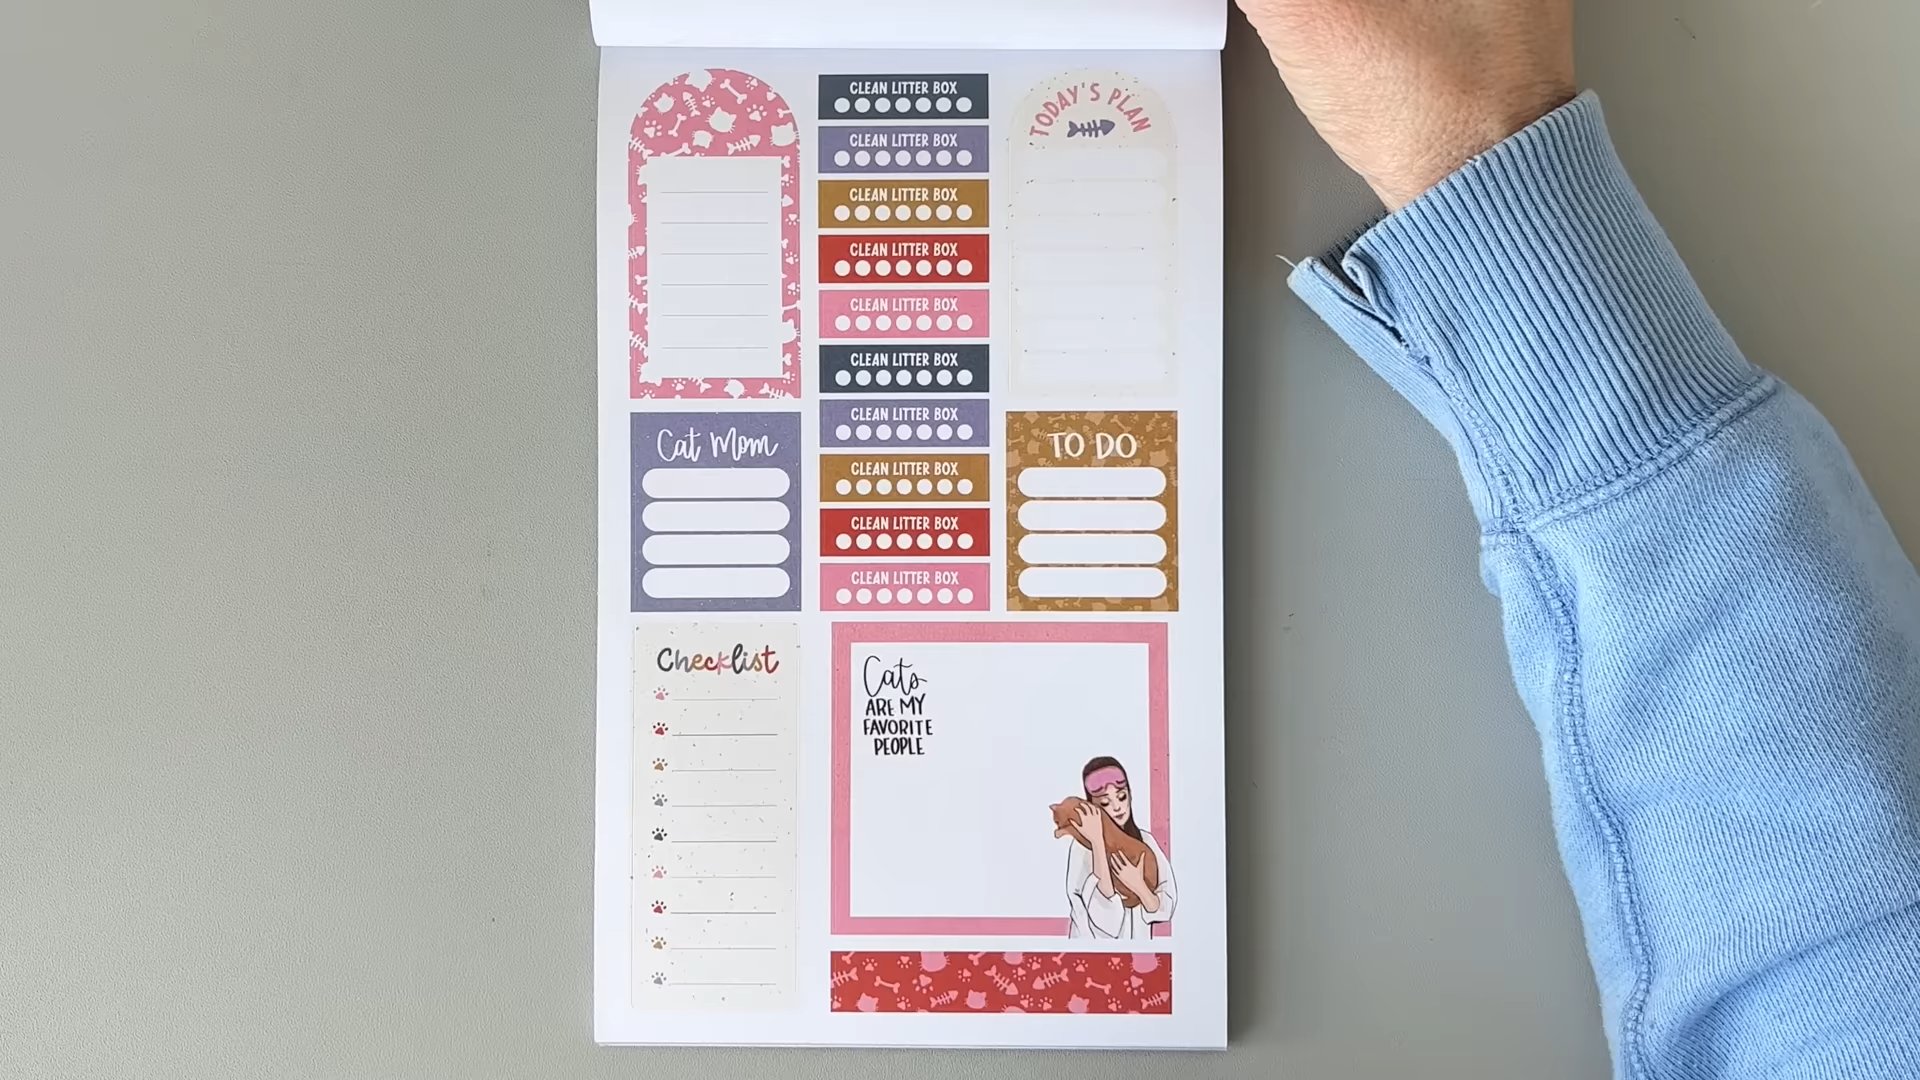 CLEAN LITTER BOX
CLEAN LITTER BOX
CLEAN LITTER BOX
CLEAN LITTER BOX
CLEAN LITTER BOX
CLEAN LITTER BOX
CLEAN LITTER BOX
CLEAN LITTER BOX
CLEAN LITTER BOX
CLEAN LITTER BOX
TODAY'S PLAN
Cat Mom
TO DO
Checklist
Cats
ARE MY
FAVORITE
PEOPLE